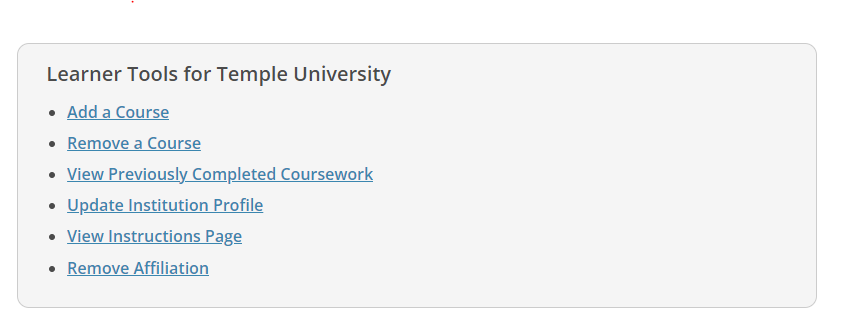 Learner Tools for Temple University
Add a Course
Remove a Course
View Previously Completed Coursework
Update Institution Profile
View Instructions Page
Remove Affiliation